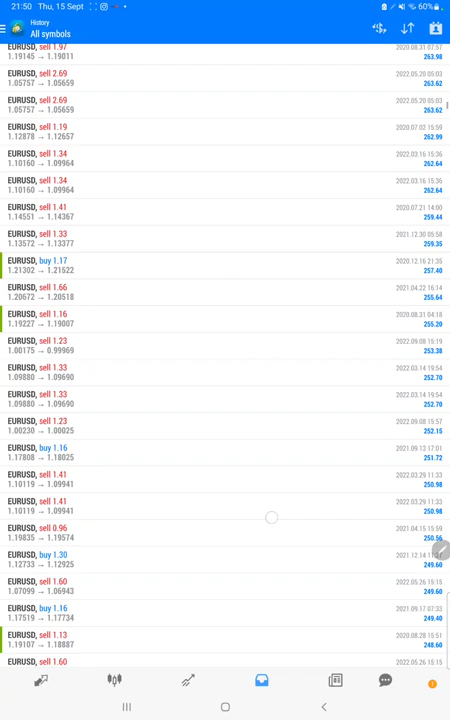 21:50 Thu, 15 Sept 60%
History
All symbols
EURUSD, sell 1.97 2020.08.31 07:57
1.19145 → 1.19011 263.98
EURUSD, sell 2.69 2022.05.20 05:03
1.05757 → 1.05659 263.62
EURUSD, sell 2.69 2022.05.20 05:03
1.05757 → 1.05659 263.62
EURUSD, sell 1.19 2020.07.02 15:59
1.12878 → 1.12657 262.99
EURUSD, sell 1.34 2022.03.16 15:36
1.10160 → 1.09964 262.64
EURUSD, sell 1.34 2022.03.16 15:36
1.10160 → 1.09964 262.64
EURUSD, sell 1.41 2020.07.21 14:00
1.14551 → 1.14367 259.44
EURUSD, sell 1.33 2021.12.30 05:58
1.13572 → 1.13377 259.35
EURUSD, buy 1.17 2020.12.16 21:35
1.21302 → 1.21522 257.40
EURUSD, sell 1.66 2021.04.22 16:14
1.20672 → 1.20518 255.64
EURUSD, sell 1.16 2020.08.31 04:18
1.19227 → 1.19007 255.20
EURUSD, sell 1.23 2022.09.08 15:19
1.00175 → 0.99969 253.38
EURUSD, sell 1.33 2022.03.14 19:54
1.09880 → 1.09690 252.70
EURUSD, sell 1.33 2022.03.14 19:54
1.09880 → 1.09690 252.70
EURUSD, sell 1.23 2022.09.08 15:57
1.00230 → 1.00025 252.15
EURUSD, buy 1.16 2021.09.13 17:01
1.17808 → 1.18025 251.72
EURUSD, sell 1.41 2022.03.29 11:33
1.10119 → 1.09941 250.98
EURUSD, sell 1.41 2022.03.29 11:33
1.10119 → 1.09941 250.98
EURUSD, sell 0.96 2021.04.15 15:59
1.19835 → 1.19574 250.56
EURUSD, buy 1.30 2021.12.14
1.12733 → 1.12925 249.60
EURUSD, sell 1.60 2022.05.26 15:15
1.07099 → 1.06943 249.60
EURUSD, buy 1.16 2021.09.17 07:33
1.17519 → 1.17734 249.40
EURUSD, sell 1.13 2020.08.28 15:51
1.19107 → 1.18887 248.60
EURUSD, sell 1.60 2022.05.26 15:15